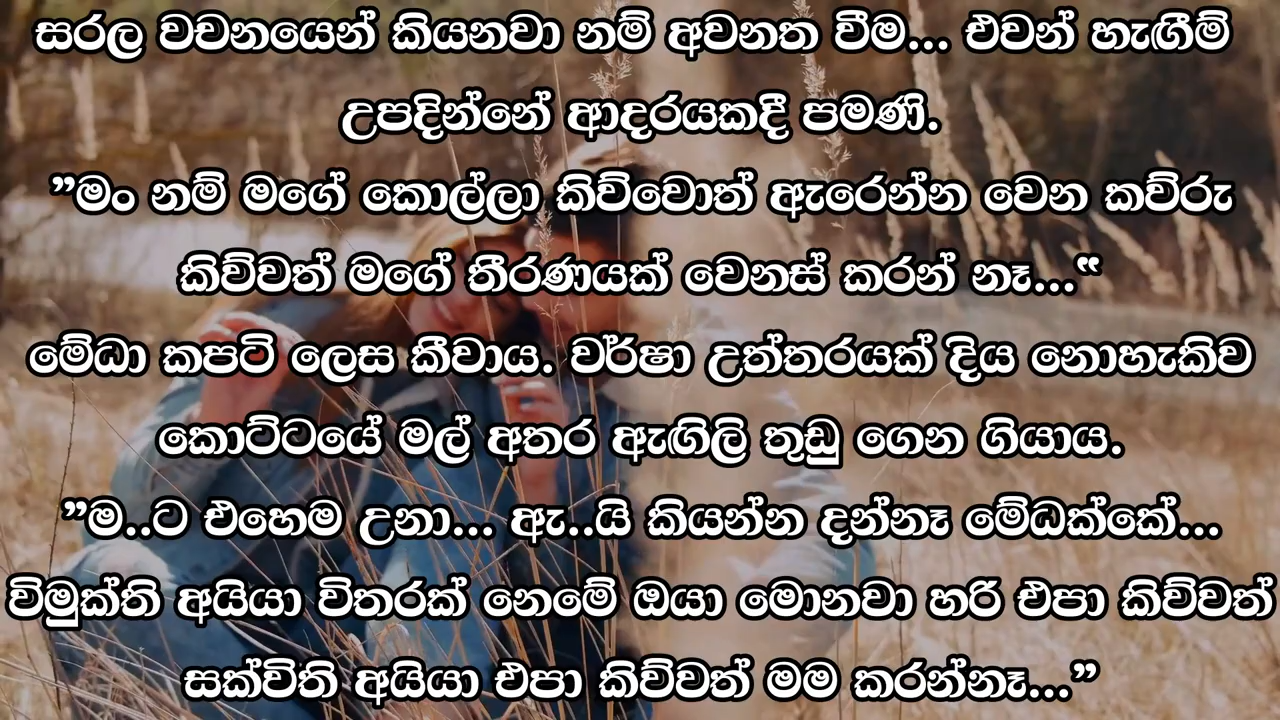 සරල වචනයෙන් කියනවා නම් අවනත වීම... එවන් හැඟීම්
උපදින්නේ ආදරයකදී පමණි.
”මං නම් මගේ කොල්ලා කිව්වොත් ඇරෙන්න වෙන කව්රු
කිව්වත් මගේ තීරණයක් වෙනස් කරන් නෑ...“
මේධා කපටි ලෙස කීවාය. වර්ෂා උත්තරයක් දිය නොහැකිව
කොට්ටයේ මල් අතර ඇඟිලි තුඩු ගෙන ගියාය.
”ම..ට එහෙම උනා... ඇ..යි කියන්න දන්නෑ මේධක්කේ...
විමුක්ති අයියා විතරක් නෙමේ ඔයා මොනවා හරි එපා කිව්වත්
සක්විති අයියා එපා කිව්වත් මම කරන්නෑ...”